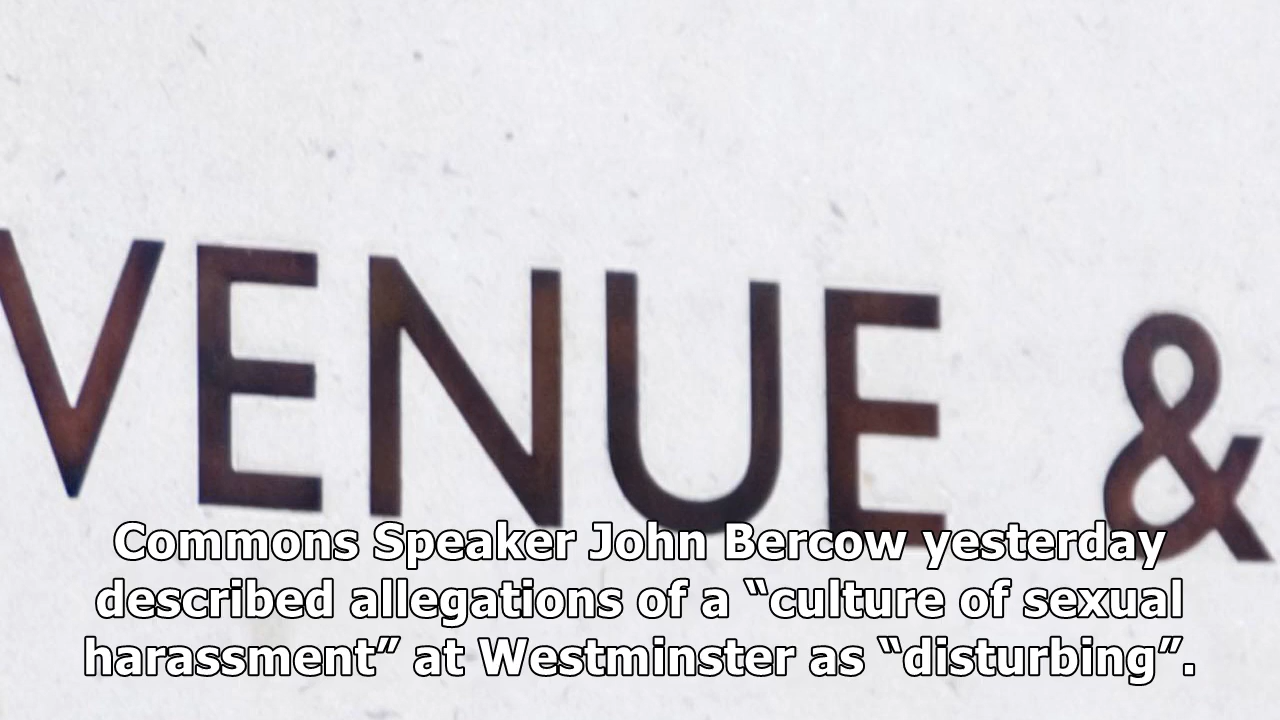 VENUE &
Commons Speaker John Bercow yesterday
described allegations of a “culture of sexual
harassment” at Westminster as “disturbing”.